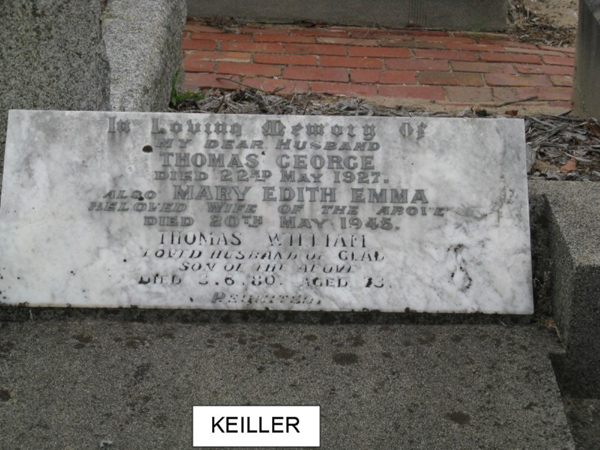 In Loving Memory Of
MY DEAR HUSBAND
THOMAS GEORGE
DIED 22ND MAY 1927.
ALSO MARY EDITH EMMA
BELOVED WIFE OF THE ABOVE
DIED 20TH MAY 1945.
THOMAS WILLIAM
LOVED HUSBAND OF GLAD
SON OF THE ABOVE
DIED .6.80. AGED
REUNITED.
KEILLER